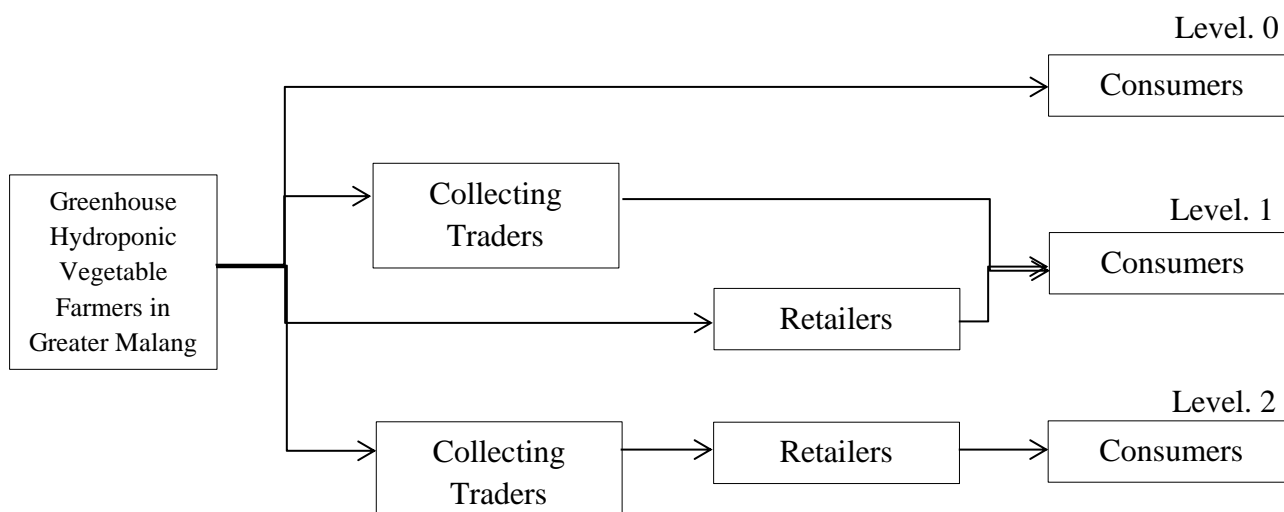 Level. 0
Consumers
Greenhouse
Hydroponic
Vegetable
Farmers in
Greater Malang
Collecting
Traders
Level. 1
Consumers
Retailers
Level. 2
Collecting
Traders
Retailers
Consumers